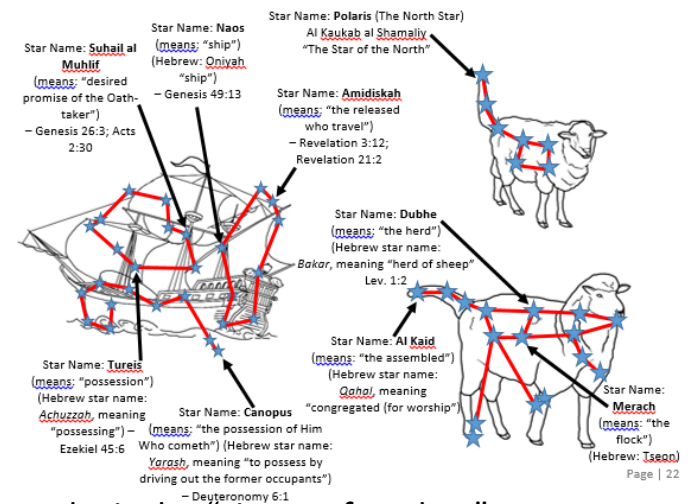 Star Name: Polaris (The North Star)
Al Kaukab al Shamaliy
"The Star of the North"
Star Name: Naos
(means: "ship")
(Hebrew: Oniyah
"ship")
– Genesis 49:13
Star Name: Suhail al
Muhlif
(means: "desired
promise of the Oath-
taker")
– Genesis 26:3; Acts
2:30
Star Name: Amidiskah
(means: "the released
who travel")
– Revelation 3:12;
Revelation 21:2
Star Name: Dubhe
(means: "the herd")
(Hebrew star name:
Bakar, meaning "herd of sheep"
Lev. 1:2
Star Name: Al Kaid
(means: "the assembled")
(Hebrew star name:
Qahal, meaning
"congregated (for worship")
Star Name: Tureis
(means: "possession")
(Hebrew star name:
Achuzzah, meaning
"possessing") –
Ezekiel 45:6
Star Name:
Merach
(means: "the
flock")
(Hebrew: Tseon)
Star Name: Canopus
(means: "the possession of Him
Who cometh") (Hebrew star name:
Yarash, meaning "to possess by
driving out the former occupants")
– Deuteronomy 6:1
Page | 22